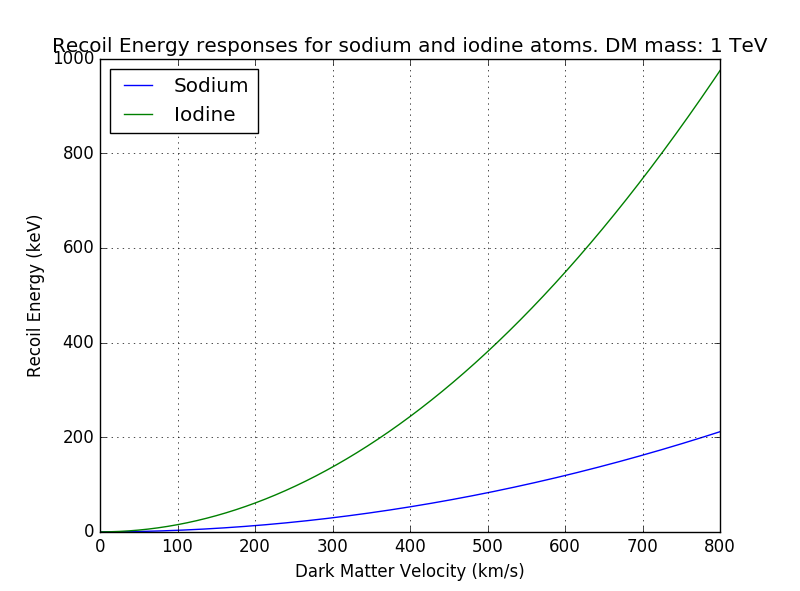 Recoil Energy responses for sodium and iodine atoms. DM mass: 1 TeV
Sodium
Iodine
1000
800
600
400
200
0
Recoil Energy (keV)
0 100 200 300 400 500 600 700 800
Dark Matter Velocity (km/s)